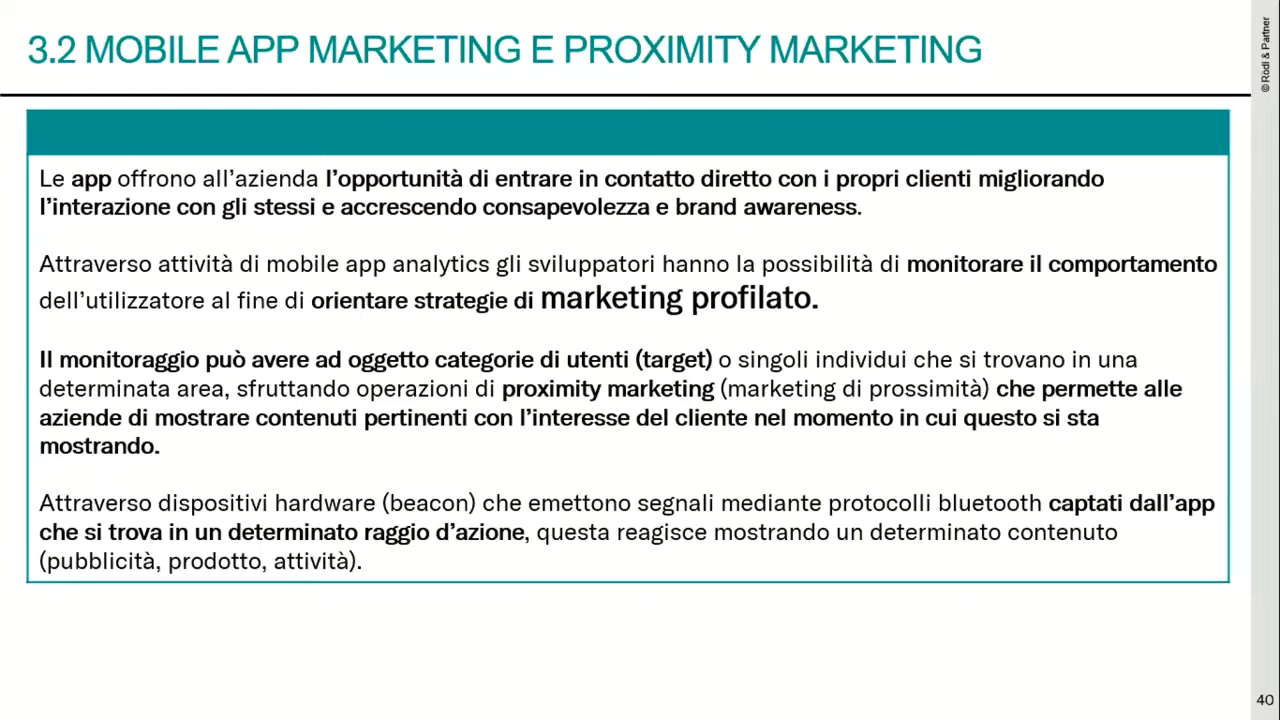 3.2 MOBILE APP MARKETING E PROXIMITY MARKETING
© Rödl & Partner
Le app offrono all’azienda l’opportunità di entrare in contatto diretto con i propri clienti migliorando
l’interazione con gli stessi e accrescendo consapevolezza e brand awareness.
Attraverso attività di mobile app analytics gli sviluppatori hanno la possibilità di monitorare il comportamento
dell’utilizzatore al fine di orientare strategie di marketing profilato.
Il monitoraggio può avere ad oggetto categorie di utenti (target) o singoli individui che si trovano in una
determinata area, sfruttando operazioni di proximity marketing (marketing di prossimità) che permette alle
aziende di mostrare contenuti pertinenti con l’interesse del cliente nel momento in cui questo si sta
mostrando.
Attraverso dispositivi hardware (beacon) che emettono segnali mediante protocolli bluetooth captati dall’app
che si trova in un determinato raggio d’azione, questa reagisce mostrando un determinato contenuto
(pubblicità, prodotto, attività).
40